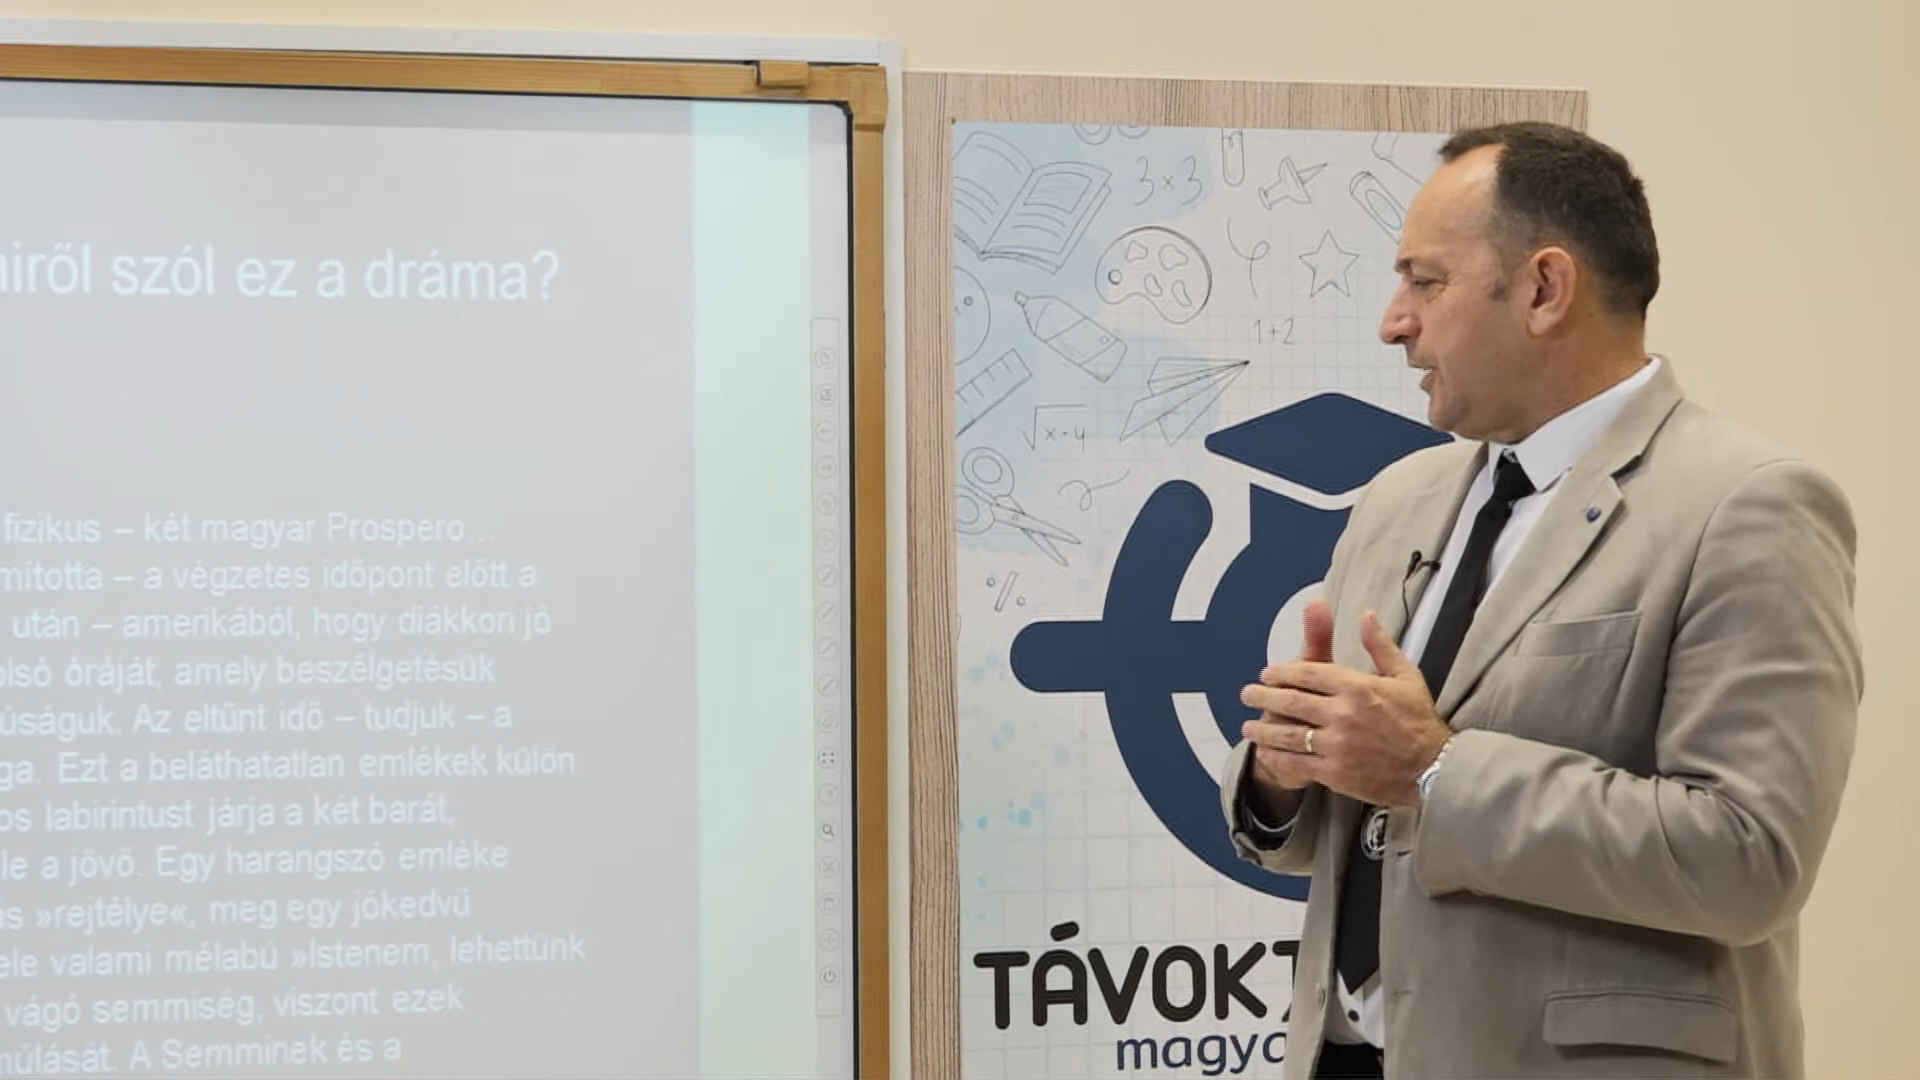 miről szól ez a dráma?
fizikus – két magyar Prospero...
mította – a végzetes időpont előtt a
után – amerikából, hogy diákkori jó
olsó óráját, amely beszélgetésük
úságuk. Az eltűnt idő – tudjuk – a
ga. Ezt a beláthatatlan emlékek külön
os labirintust járja a két barát,
le a jövő. Egy harangszó emléke
ás »rejtélye«, meg egy jókedvű
ele valami mélabú »Istenem, lehettünk
vágó semmiség, viszont ezek
múlását. A Semminek és a
3×3
1+2
√x-4
%
TÁVOKT
magya